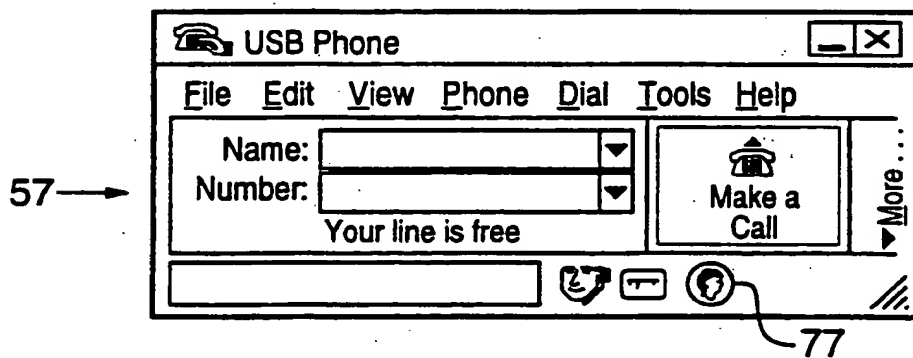 USB Phone
File Edit View Phone Dial Tools Help
Name:
Number:
Your line is free
Make a
Call
More...
57
77